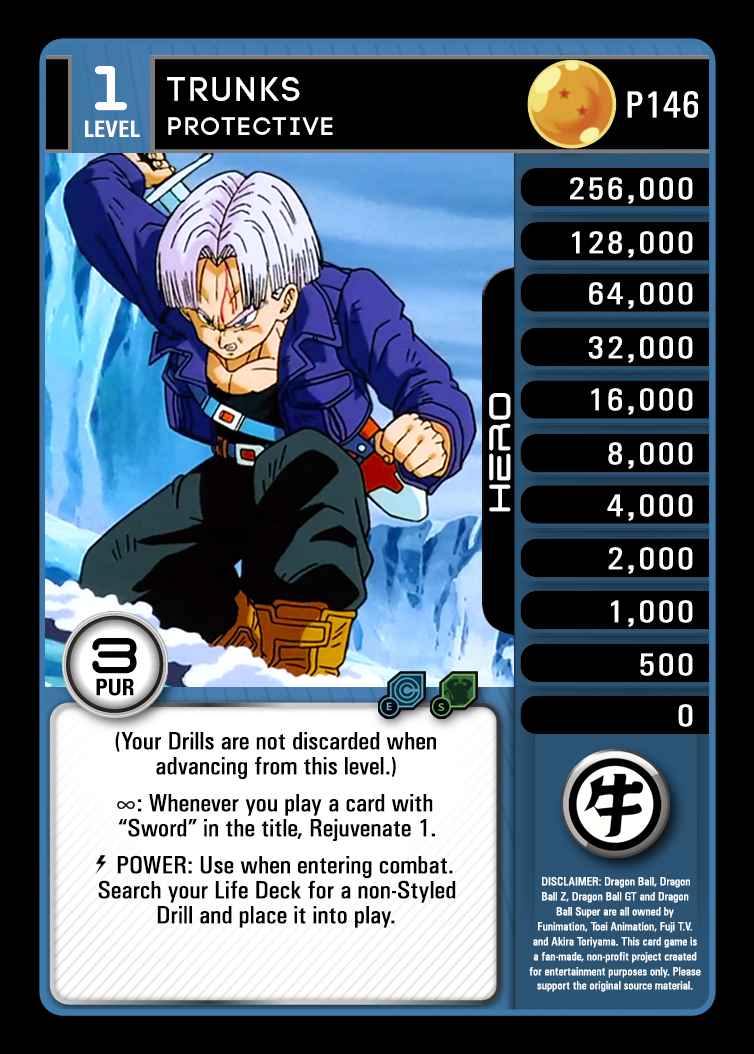 1
LEVEL
TRUNKS
PROTECTIVE
P146
256,000
128,000
64,000
32,000
16,000
8,000
4,000
2,000
1,000
500
0
HERO
3
PUR
E
S
(Your Drills are not discarded when
advancing from this level.)
∞: Whenever you play a card with
“Sword” in the title, Rejuvenate 1.
⚡ POWER: Use when entering combat.
Search your Life Deck for a non-Styled
Drill and place it into play.
牛
DISCLAIMER: Dragon Ball, Dragon
Ball Z, Dragon Ball GT and Dragon
Ball Super are all owned by
Funimation, Toei Animation, Fuji T.V.
and Akira Toriyama. This card game is
a fan-made, non-profit project created
for entertainment purposes only. Please
support the original source material.